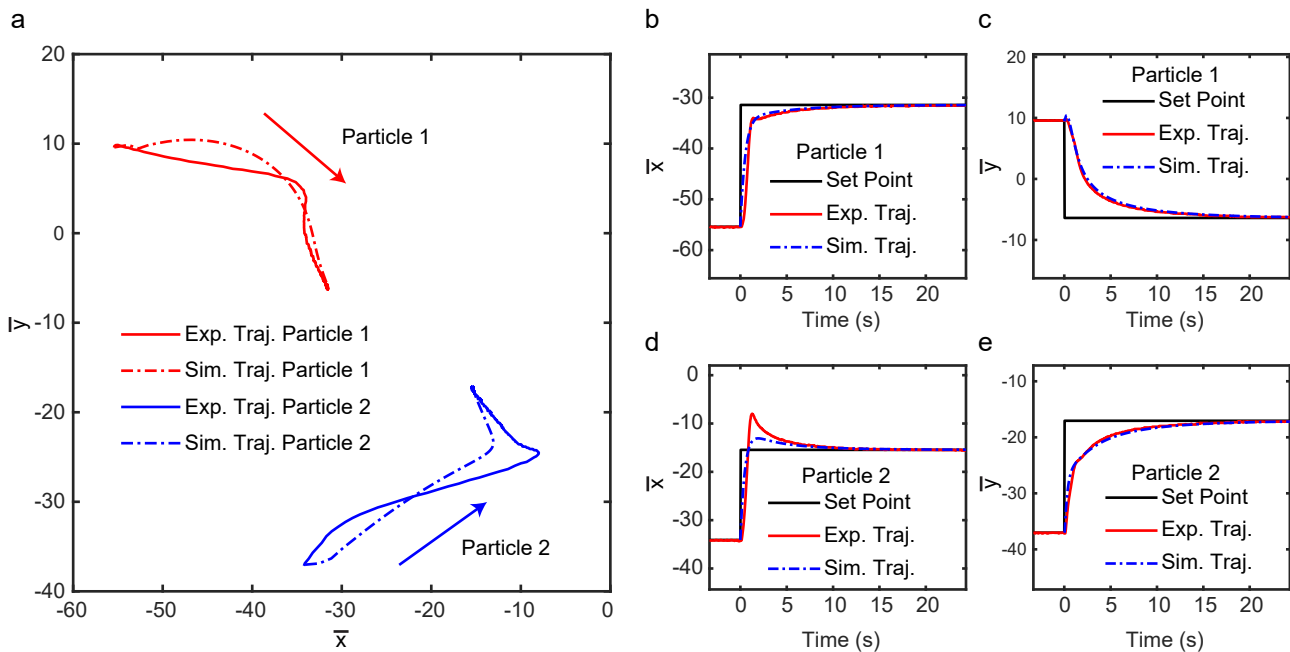 a
20
10
0
-10
-20
-30
-40
-60
-50
-40
-30
-20
-10
0
y
x
Particle 1
Exp. Traj. Particle 1
Sim. Traj. Particle 1
Exp. Traj. Particle 2
Sim. Traj. Particle 2
Particle 2
b
-30
-40
-50
-60
0
5
10
15
20
x̅
Time (s)
Particle 1
Set Point
Exp. Traj.
Sim. Traj.
c
20
10
0
-10
0
5
10
15
20
y̅
Time (s)
Particle 1
Set Point
Exp. Traj.
Sim. Traj.
d
0
-10
-20
-30
-40
0
5
10
15
20
x̅
Time (s)
Particle 2
Set Point
Exp. Traj.
Sim. Traj.
e
-10
-20
-30
-40
0
5
10
15
20
y̅
Time (s)
Particle 2
Set Point
Exp. Traj.
Sim. Traj.